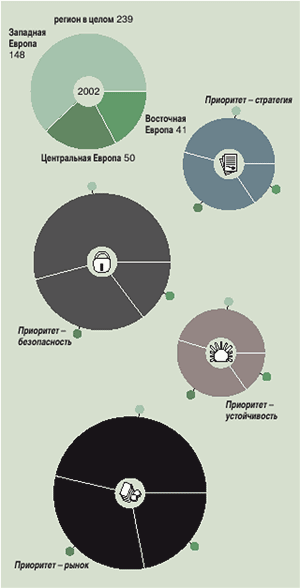 регион в целом 239
Западная
Европа
148
2002
Восточная
Европа 41
Центральная Европа 50
Приоритет – стратегия
Приоритет –
безопасность
Приоритет –
устойчивость
Приоритет – рынок